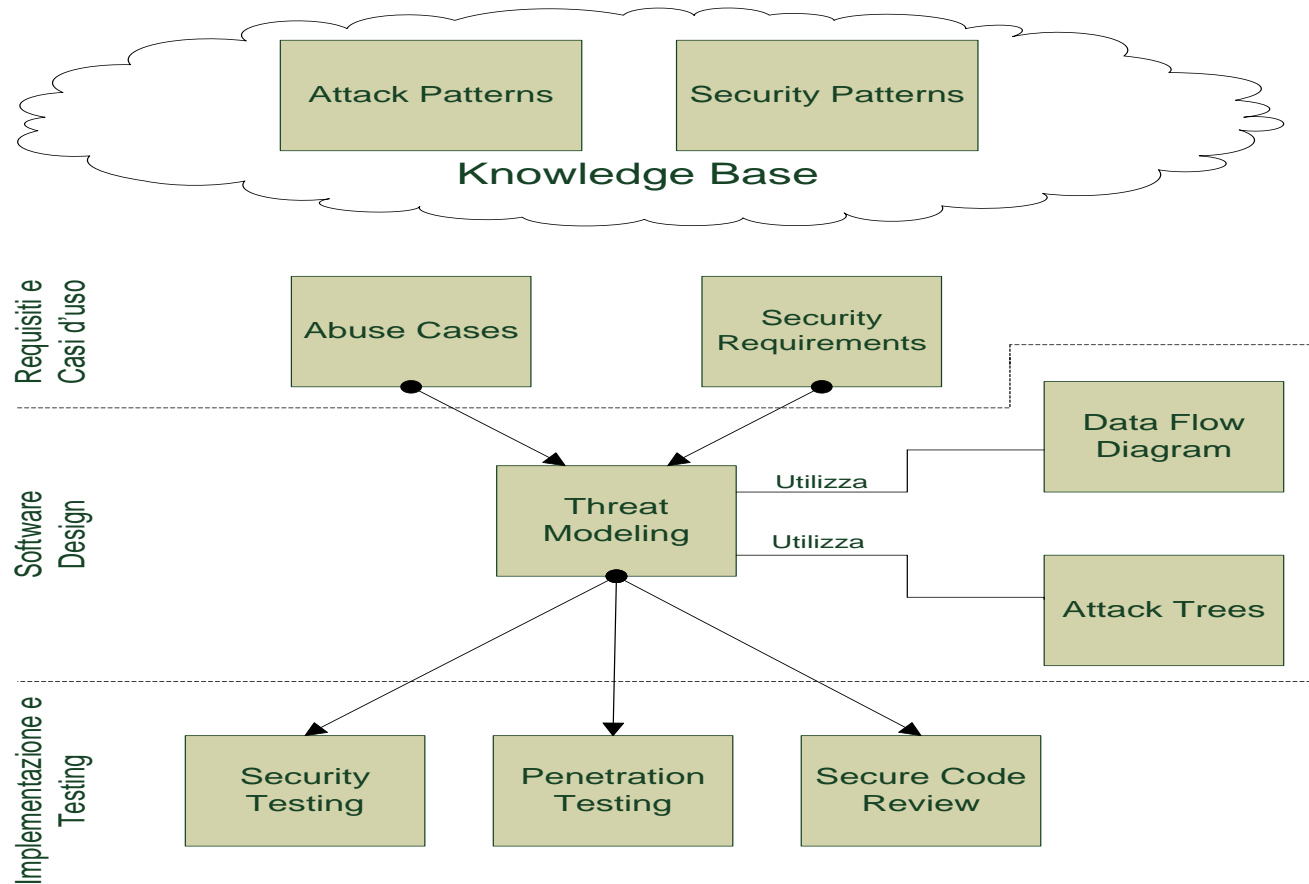 Attack Patterns
Security Patterns
Knowledge Base
Requisiti e
Casi d'uso
Abuse Cases
Security
Requirements
Software
Design
Threat
Modeling
Utilizza
Utilizza
Data Flow
Diagram
Attack Trees
Implementazione e
Testing
Security
Testing
Penetration
Testing
Secure Code
Review